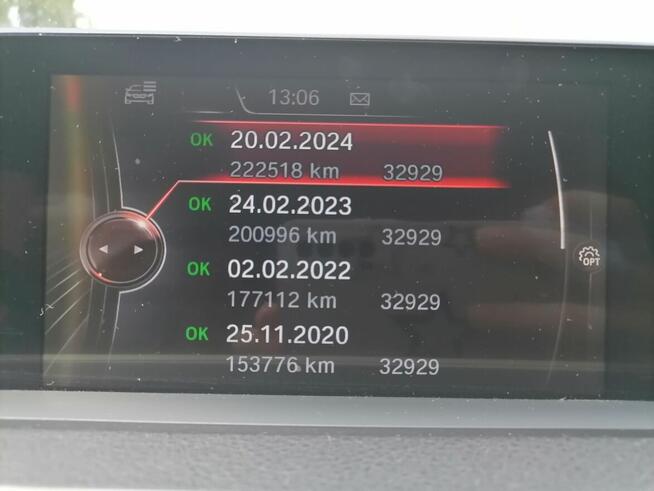 13:06
OK 20.02.2024
222518 km 32929
OK 24.02.2023
200996 km 32929
OK 02.02.2022
177112 km 32929
OPT
OK 25.11.2020
153776 km 32929